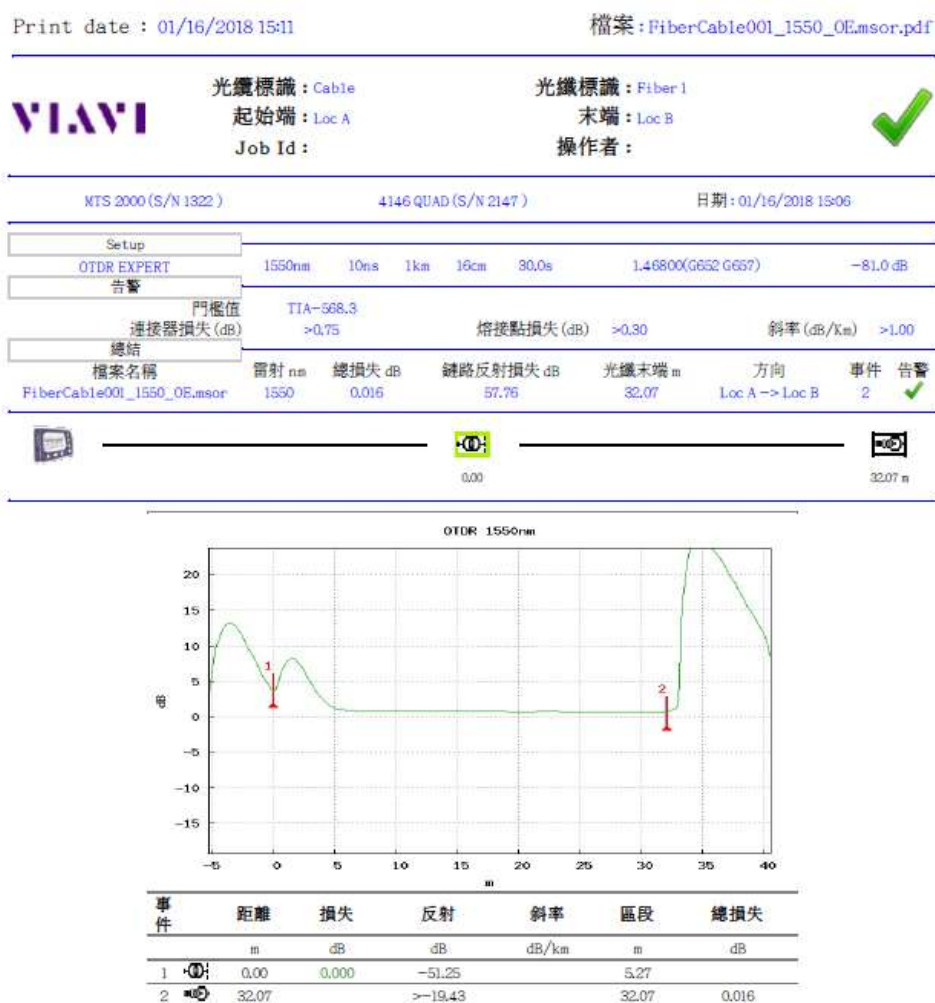 Print date : 01/16/2018 15:11 檔案 : FiberCable001_1550_OE.msor.pdf
VIAVI
光纜標識 : Cable 光纖標識 : Fiber 1
起始端 : Loc A 末端 : Loc B
Job Id : 操作者 :
MTS 2000 (S/N 1322 ) 4146 QUAD (S/N 2147 ) 日期 : 01/16/2018 15:06
Setup
OTDR EXPERT 1550nm 10ns 1km 16cm 30.0s 1.46800(G652 G657) -81.0 dB
告警
門檻值 TIA-568.3
連接器損失 (dB) >0.75 熔接點損失 (dB) >0.30 斜率 (dB/Km) >1.00
總結
檔案名稱 雷射 nm 總損失 dB 鏈路反射損失 dB 光纖末端 m 方向 事件 告警
FiberCable001_1550_OE.msor 1550 0.016 57.76 32.07 Loc A -> Loc B 2
0.00 32.07 m
OTDR 1550nm
20
15
10
5
0
-5
-10
-15
dB
1
2
-5 0 5 10 15 20 25 30 35 40
m
事件 距離 損失 反射 斜率 區段 總損失
m dB dB dB/km m dB
1 0.00 0.000 -51.25 5.27
2 32.07 >-19.43 32.07 0.016